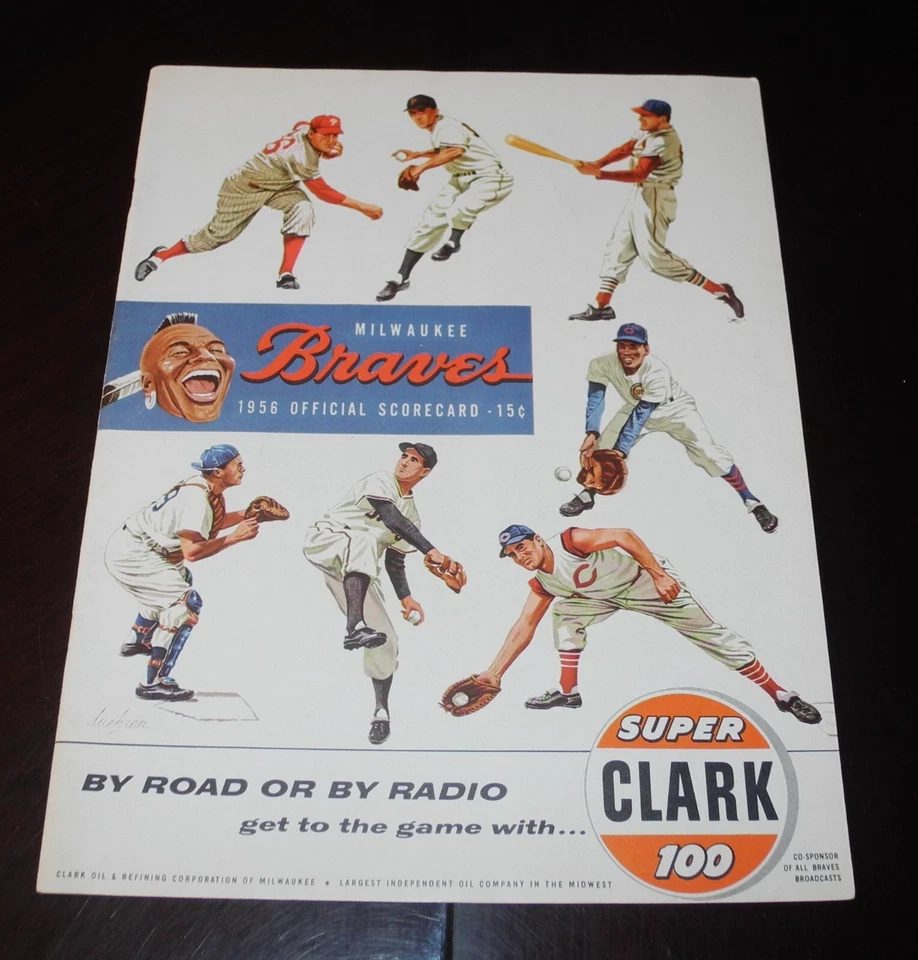 36
P
MILWAUKEE
Braves
1956 OFFICIAL SCORECARD - 15¢
C
BY ROAD OR BY RADIO
get to the game with...
SUPER
CLARK
100
CO-SPONSOR
OF ALL BRAVES
BROADCASTS
CLARK OIL & REFINING CORPORATION OF MILWAUKEE • LARGEST INDEPENDENT OIL COMPANY IN THE MIDWEST